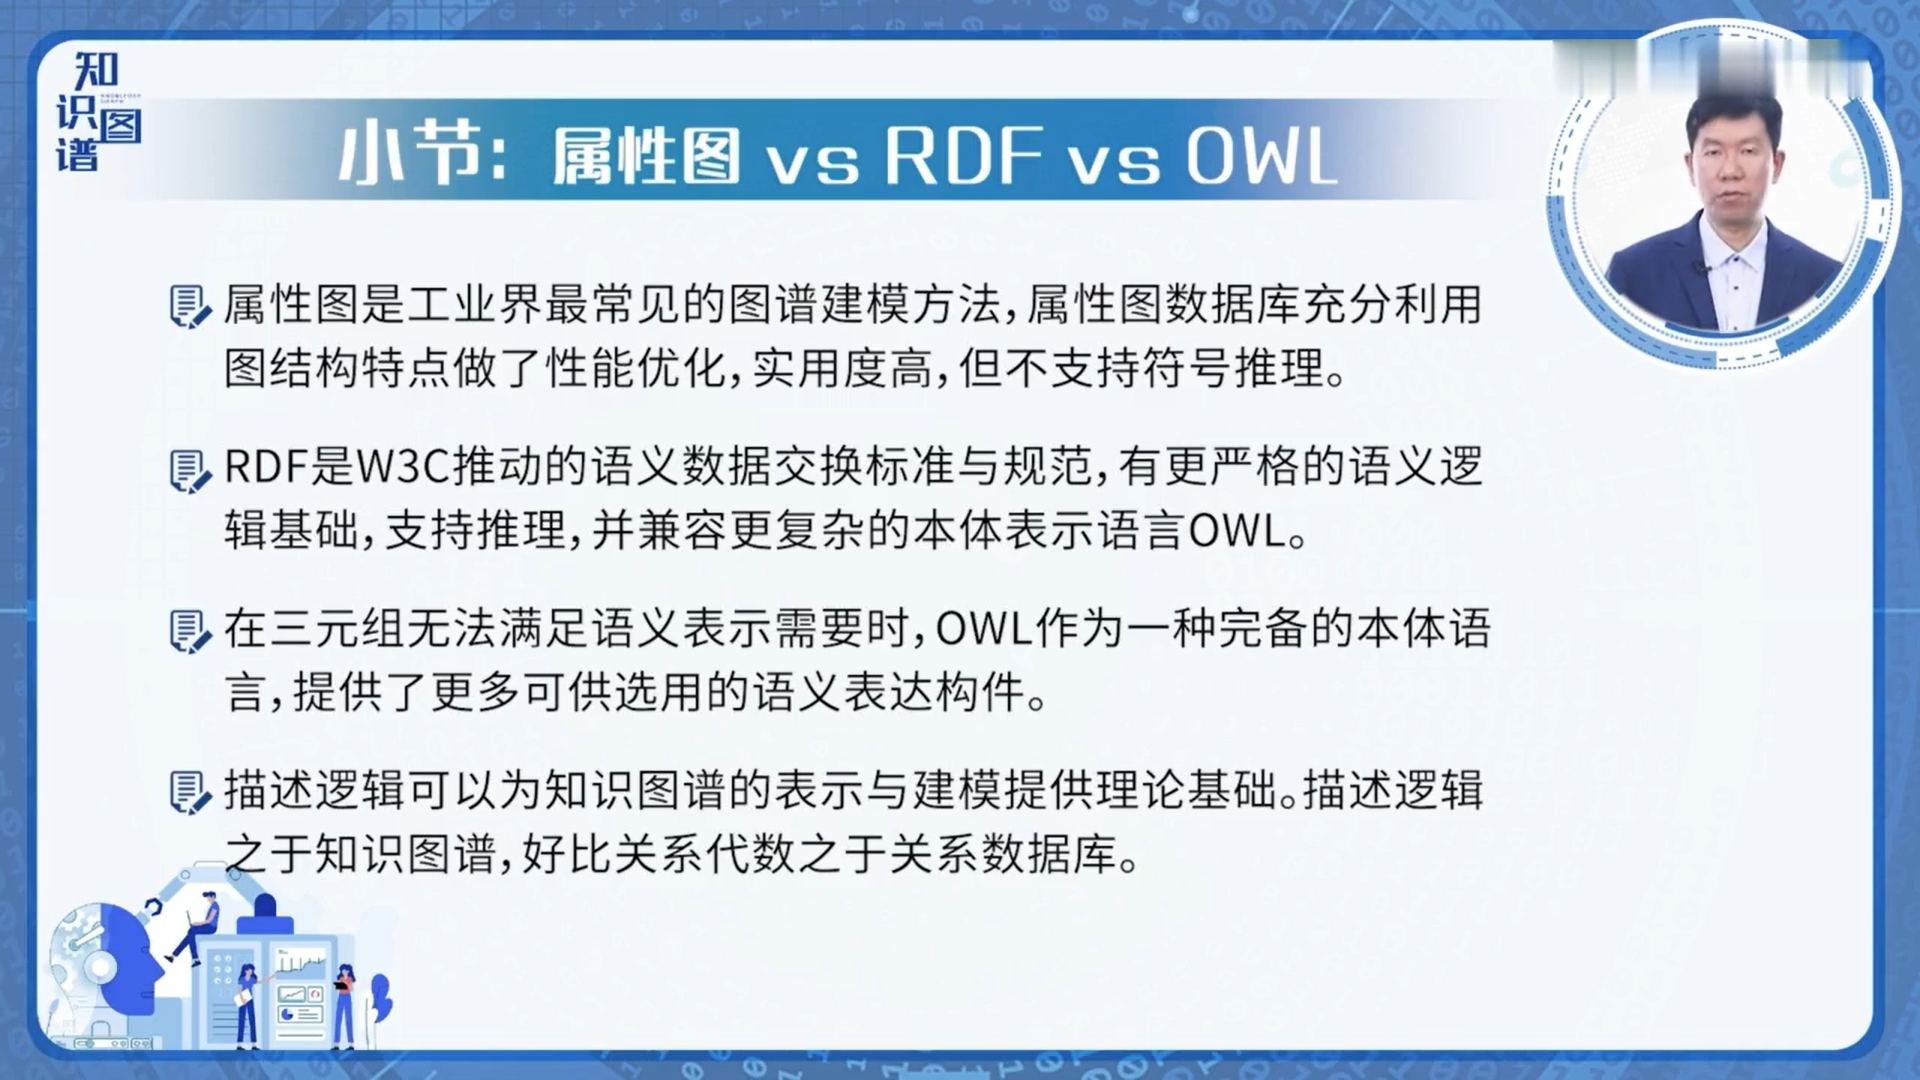 知
识图
谱
小节：属性图 vs RDF vs OWL
属性图是工业界最常见的图谱建模方法，属性图数据库充分利用
图结构特点做了性能优化，实用度高，但不支持符号推理。
RDF是W3C推动的语义数据交换标准与规范，有更严格的语义逻
辑基础，支持推理，并兼容更复杂的本体表示语言OWL。
在三元组无法满足语义表示需要时，OWL作为一种完备的本体语
言，提供了更多可供选用的语义表达构件。
描述逻辑可以为知识图谱的表示与建模提供理论基础。描述逻辑
之于知识图谱，好比关系代数之于关系数据库。